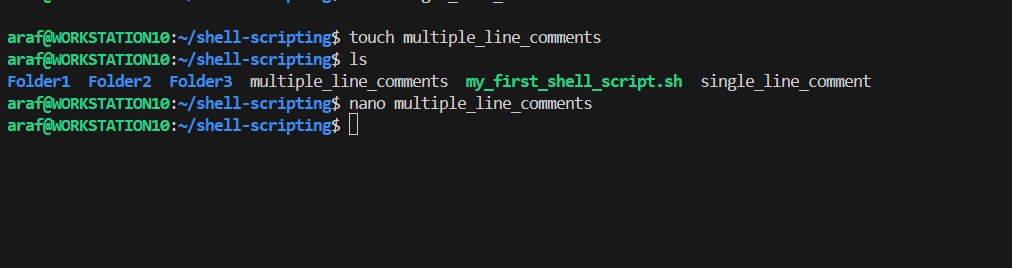 araf@WORKSTATION10:~/shell-scripting$ touch multiple_line_comments
araf@WORKSTATION10:~/shell-scripting$ ls
Folder1  Folder2  Folder3  multiple_line_comments  my_first_shell_script.sh  single_line_comment
araf@WORKSTATION10:~/shell-scripting$ nano multiple_line_comments
araf@WORKSTATION10:~/shell-scripting$